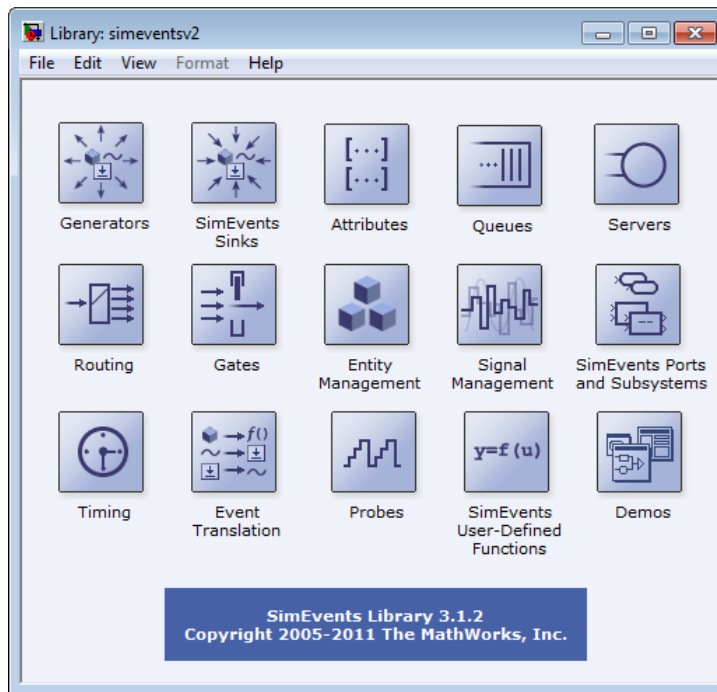 Library: simeventsv2
File Edit View Format Help
[...]
[...]
Generators
SimEvents
Sinks
Attributes
Queues
Servers
Routing
Gates
Entity
Management
Signal
Management
SimEvents Ports
and Subsystems
f()
y=f(u)
Timing
Event
Translation
Probes
SimEvents
User-Defined
Functions
Demos
SimEvents Library 3.1.2
Copyright 2005-2011 The MathWorks, Inc.